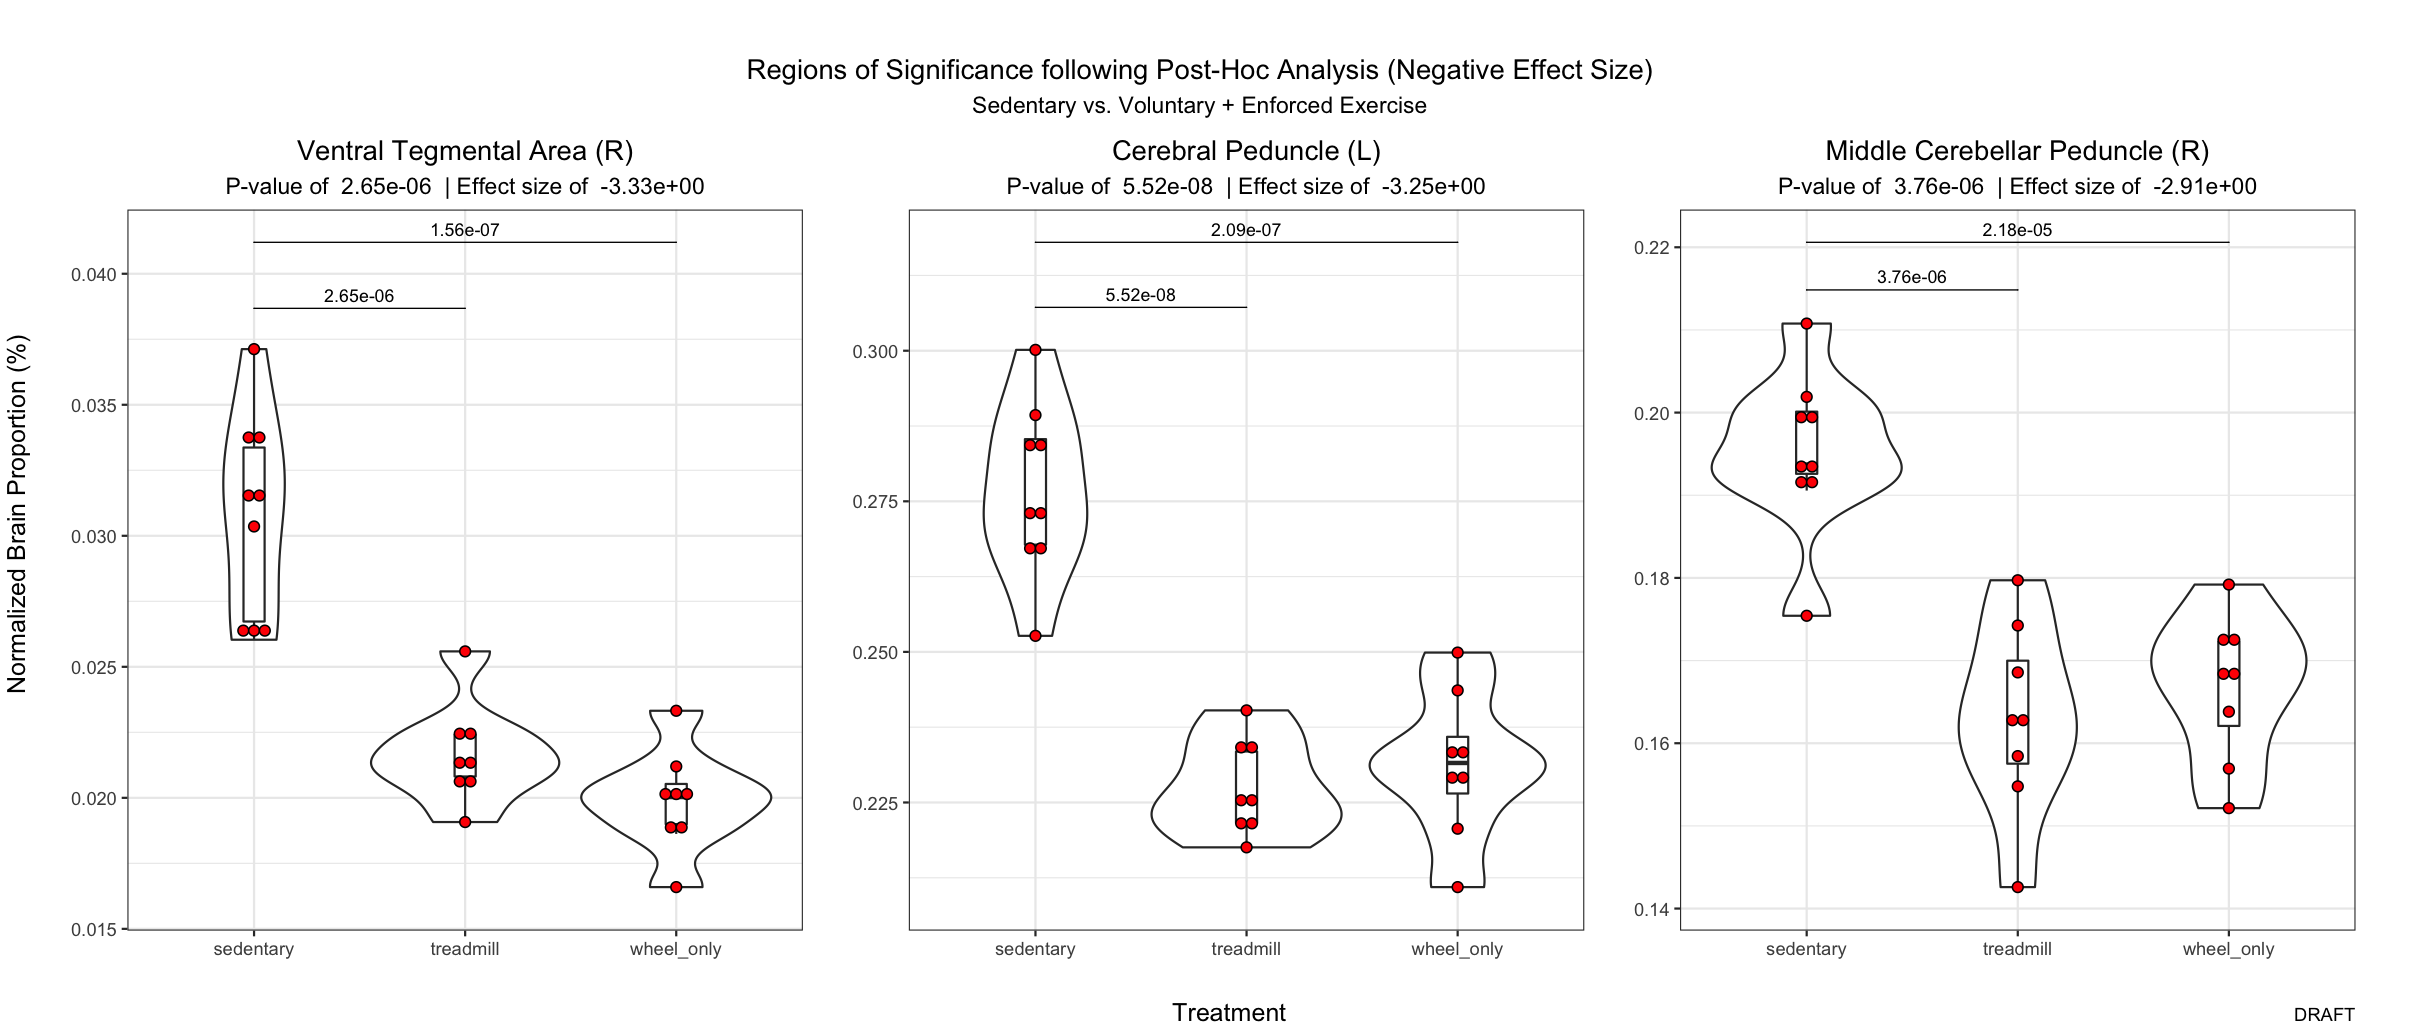 Regions of Significance following Post-Hoc Analysis (Negative Effect Size)
Sedentary vs. Voluntary + Enforced Exercise
Normalized Brain Proportion (%)
Ventral Tegmental Area (R)
P-value of 2.65e-06 | Effect size of -3.33e+00
1.56e-07
2.65e-06
0.040
0.035
0.030
0.025
0.020
0.015
sedentary treadmill wheel_only
Cerebral Peduncle (L)
P-value of 5.52e-08 | Effect size of -3.25e+00
2.09e-07
5.52e-08
0.300
0.275
0.250
0.225
sedentary treadmill wheel_only
Middle Cerebellar Peduncle (R)
P-value of 3.76e-06 | Effect size of -2.91e+00
2.18e-05
3.76e-06
0.22
0.20
0.18
0.16
0.14
sedentary treadmill wheel_only
Treatment
DRAFT